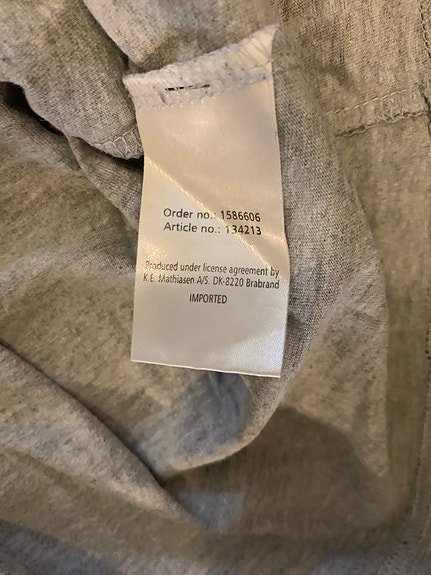 Order no.: 1586606
Article no.: 134213
Produced under license agreement by
K.E. Mathiasen A/S. DK-8220 Brabrand
IMPORTED